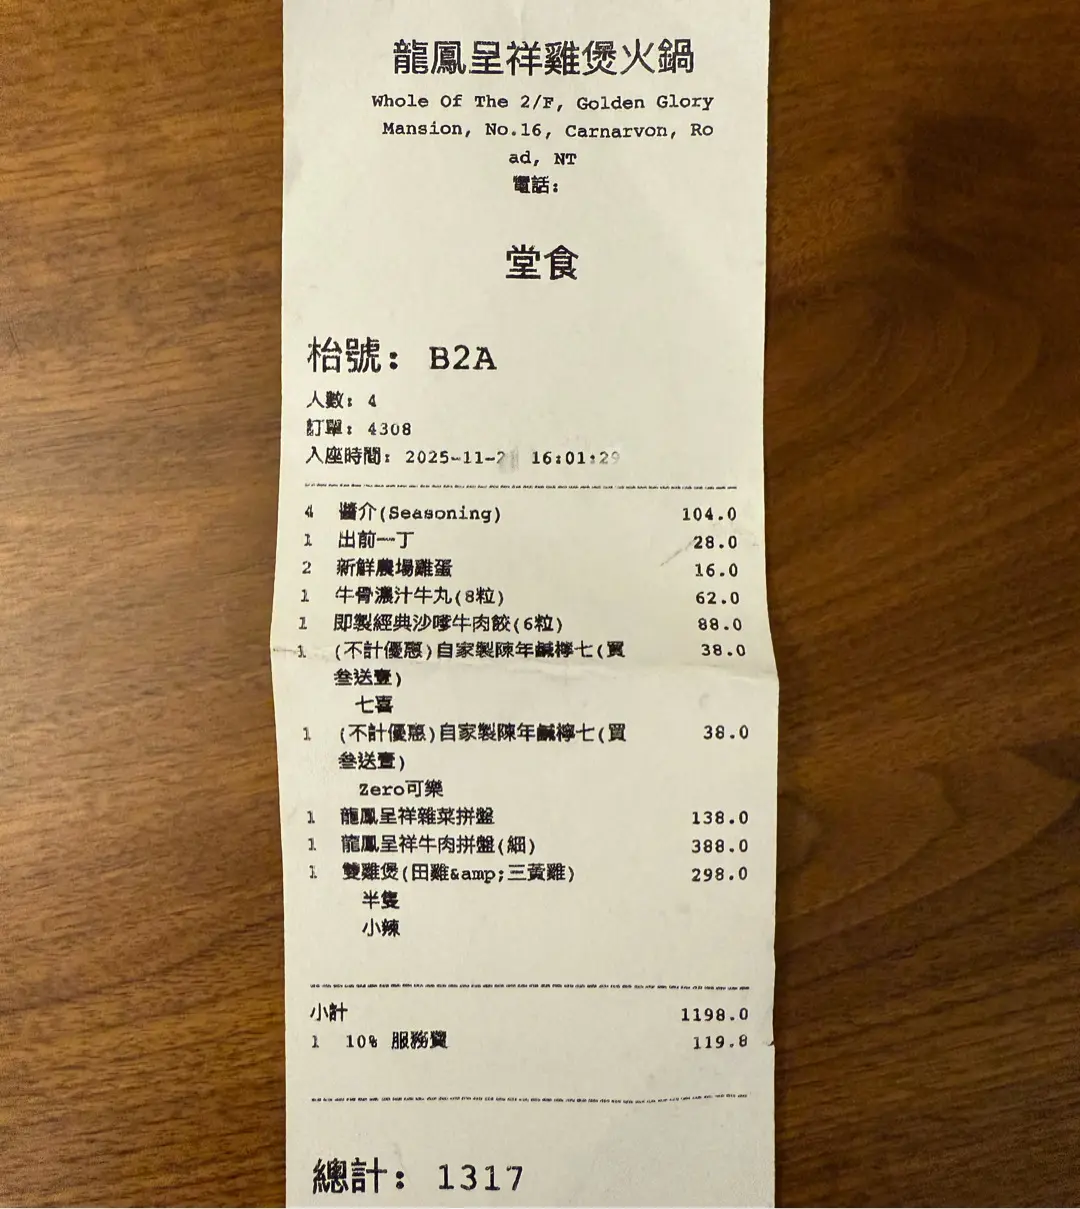 龍鳳呈祥雞煲火鍋
Whole Of The 2/F, Golden Glory
Mansion, No.16, Carnarvon, Ro
ad, NT
電話:
堂食
枱號: B2A
人數: 4
訂單: 4308
入座時間: 2025-11-2 16:01:29
4 醬介(Seasoning) 104.0
1 出前一丁 28.0
2 新鮮農場雞蛋 16.0
1 牛骨濃汁牛丸(8粒) 62.0
1 即製經典沙嗲牛肉餃(6粒) 88.0
1 (不計優惠)自家製陳年鹹檸七(買 38.0
叁送壹)
七喜
1 (不計優惠)自家製陳年鹹檸七(買 38.0
叁送壹)
Zero可樂
1 龍鳳呈祥雜菜拼盤 138.0
1 龍鳳呈祥牛肉拼盤(細) 388.0
1 雙雞煲(田雞&amp;三黃雞) 298.0
半隻
小辣
小計 1198.0
1 10% 服務費 119.8
總計: 1317